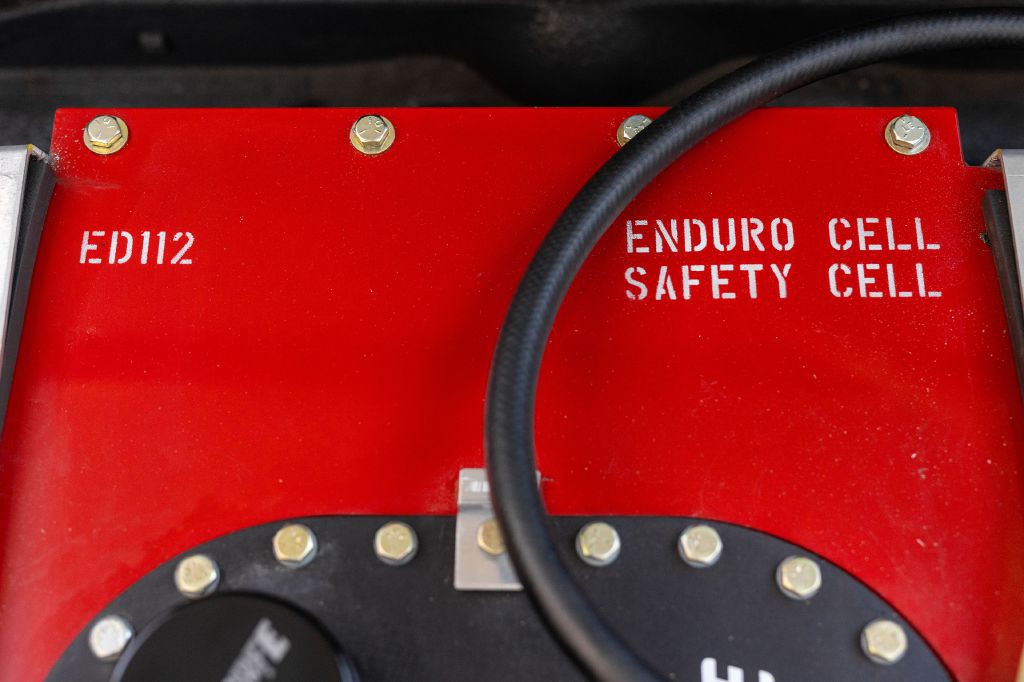 ED112
ENDURO CELL
SAFETY CELL